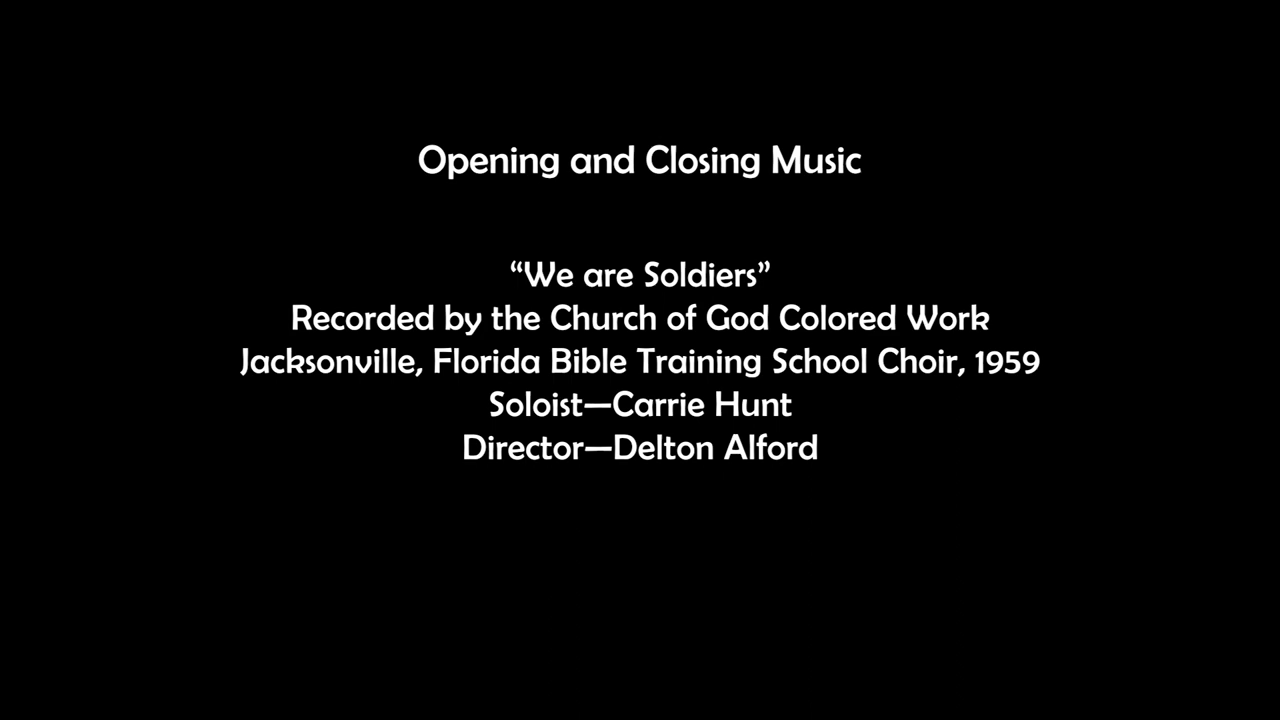 Opening and Closing Music
“We are Soldiers”
Recorded by the Church of God Colored Work
Jacksonville, Florida Bible Training School Choir, 1959
Soloist—Carrie Hunt
Director—Delton Alford